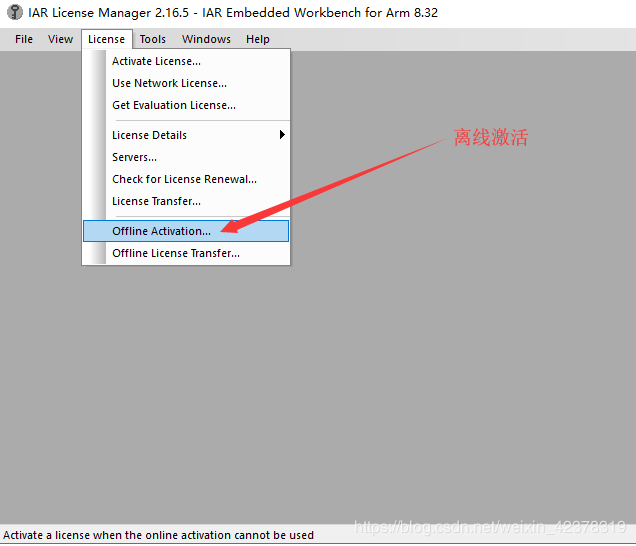 IAR License Manager 2.16.5 - IAR Embedded Workbench for Arm 8.32
File View License Tools Windows Help
Activate License...
Use Network License...
Get Evaluation License...
License Details
Servers...
Check for License Renewal...
License Transfer...
Offline Activation...
Offline License Transfer...
离线激活
https://blog.csdn.net/weixin_42378319
Activate a license when the online activation cannot be used